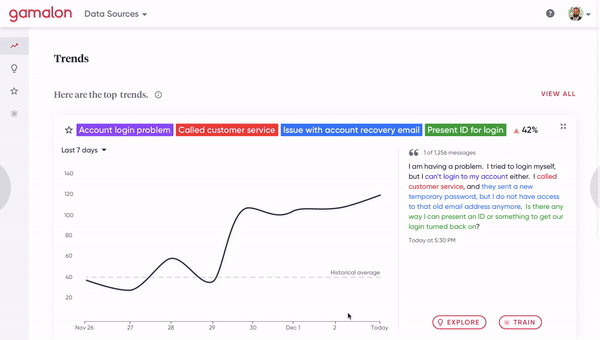 gamalon
Data Sources
Trends
Here are the top trends.
VIEW ALL
Account login problem Called customer service Issue with account recovery email Present ID for login 42%
Last 7 days
140
120
100
80
60
40
20
Historical average
Nov 26 27 28 29 30 Dec 1 2 Today
1 of 1,256 messages
I am having a problem. I tried to login myself,
but I can't login to my account either. I called
customer service, and they sent a new
temporary password, but I do not have access
to that old email address anymore. Is there any
way I can present an ID or something to get our
login turned back on?
Today at 5:30 PM
EXPLORE
TRAIN